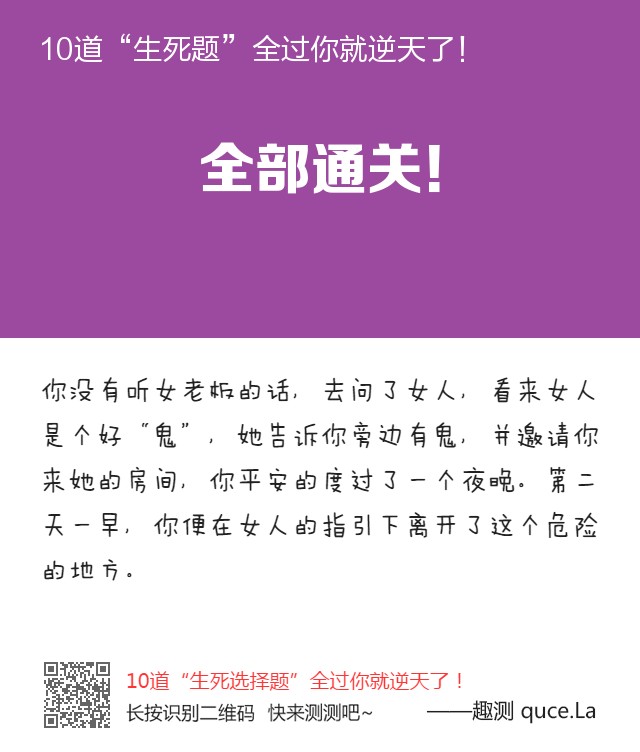 10道“生死题”全过你就逆天了!
全部通关!
你没有听女老板的话，去问了女人，看来女人
是个好“鬼”，她告诉你旁边有鬼，并邀请你
来她的房间，你平安的度过了一个夜晚。第二
天一早，你便在女人的指引下离开了这个危险
的地方。
10道“生死选择题”全过你就逆天了！
长按识别二维码 快来测测吧~ ——趣测 quce.La